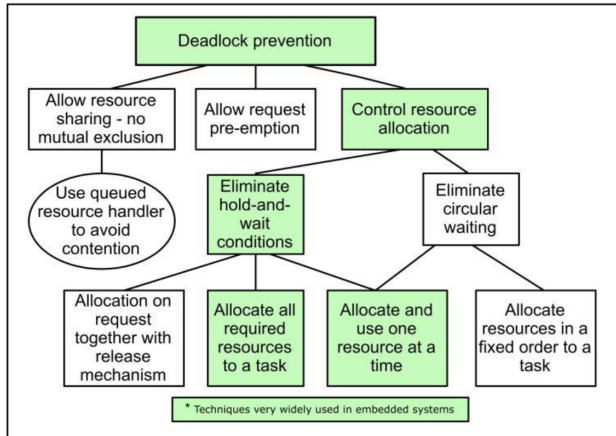 Deadlock prevention
Allow resource
sharing - no
mutual exclusion
Allow request
pre-emption
Control resource
allocation
Use queued
resource handler
to avoid
contention
Eliminate
hold-and-
wait
conditions
Eliminate
circular
waiting
Allocation on
request
together with
release
mechanism
Allocate all
required
resources
to a task
Allocate and
use one
resource at a
time
Allocate
resources in a
fixed order to a
task
* Techniques very widely used in embedded systems